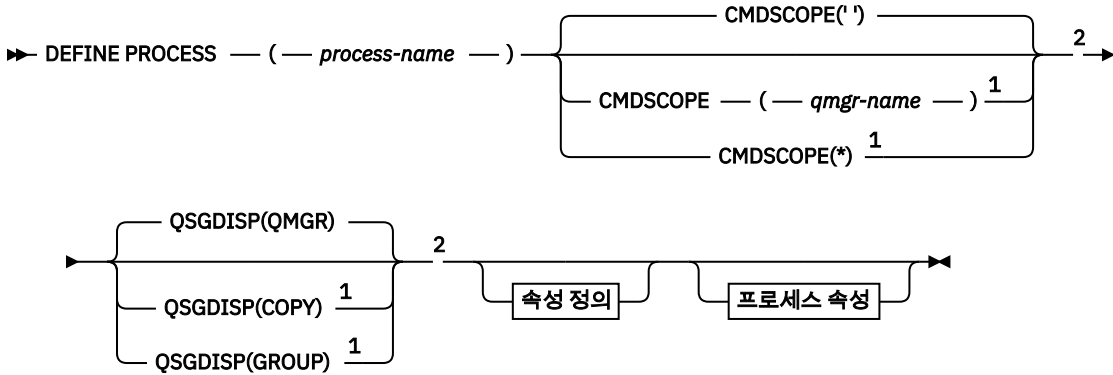 CMDSCOPE(' ')
DEFINE PROCESS ( process-name ) 2
CMDSCOPE ( qmgr-name ) 1
CMDSCOPE(*) 1
QSGDISP(QMGR) 2
QSGDISP(COPY) 1
속성 정의 프로세스 속성
QSGDISP(GROUP) 1